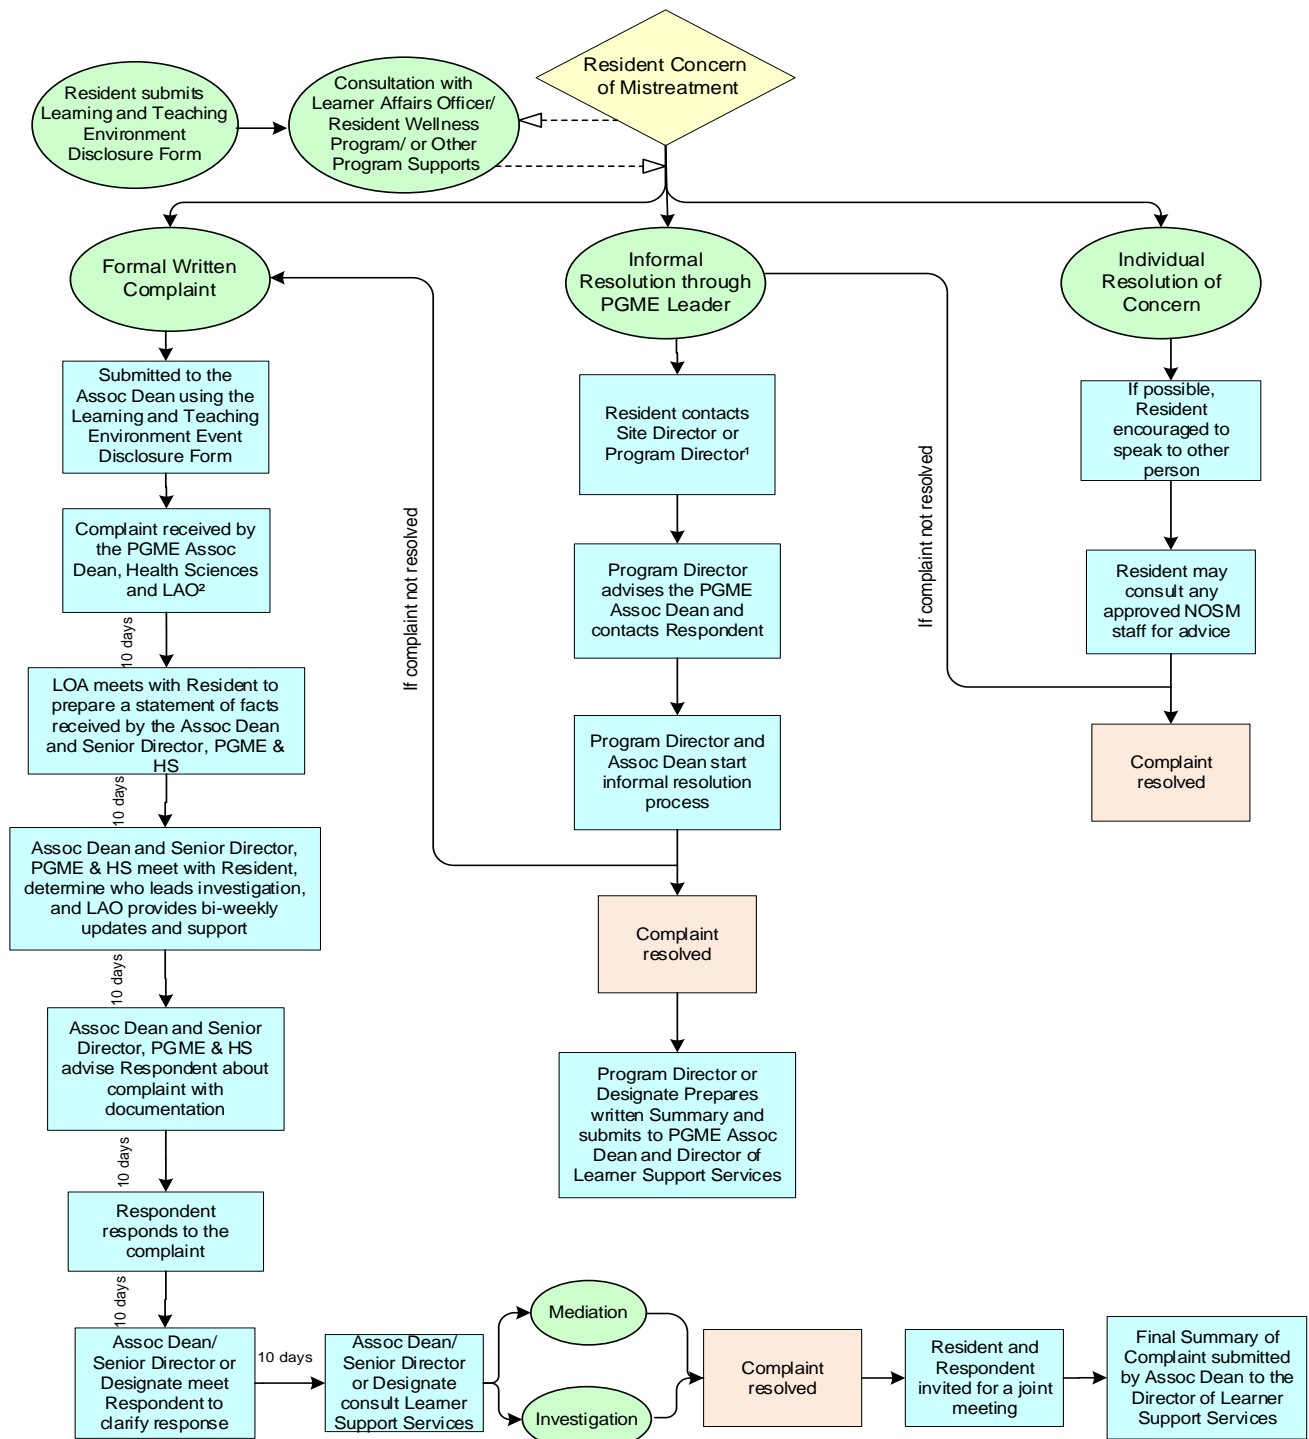 Resident Concern
of Mistreatment
Resident submits
Learning and Teaching
Environment
Disclosure Form
Consultation with
Learner Affairs Officer/
Resident Wellness
Program/ or Other
Program Supports
Formal Written
Complaint
Informal
Resolution through
PGME Leader
Individual
Resolution of
Concern
Submitted to the
Assoc Dean using the
Learning and Teaching
Environment Event
Disclosure Form
Complaint received by
the PGME Assoc
Dean, Health Sciences
and LAO²
10 days
LOA meets with Resident to
prepare a statement of facts
received by the Assoc Dean
and Senior Director, PGME &
HS
10 days
Assoc Dean and Senior Director,
PGME & HS meet with Resident,
determine who leads investigation,
and LAO provides bi-weekly
updates and support
10 days
Assoc Dean and Senior
Director, PGME & HS
advise Respondent about
complaint with
documentation
10 days
Respondent
responds to the
complaint
10 days
Assoc Dean/
Senior Director or
Designate meet
Respondent to
clarify response
10 days
Assoc Dean/
Senior Director
or Designate
consult Learner
Support Services
Mediation
Investigation
Complaint
resolved
Resident and
Respondent
invited for a joint
meeting
Final Summary of
Complaint submitted
by Assoc Dean to the
Director of Learner
Support Services
If complaint not resolved
Resident contacts
Site Director or
Program Director¹
Program Director
advises the PGME
Assoc Dean and
contacts Respondent
Program Director and
Assoc Dean start
informal resolution
process
Complaint
resolved
Program Director or
Designate Prepares
written Summary and
submits to PGME Assoc
Dean and Director of
Learner Support Services
If complaint not resolved
If possible,
Resident
encouraged to
speak to other
person
Resident may
consult any
approved NOSM
staff for advice
Complaint
resolved